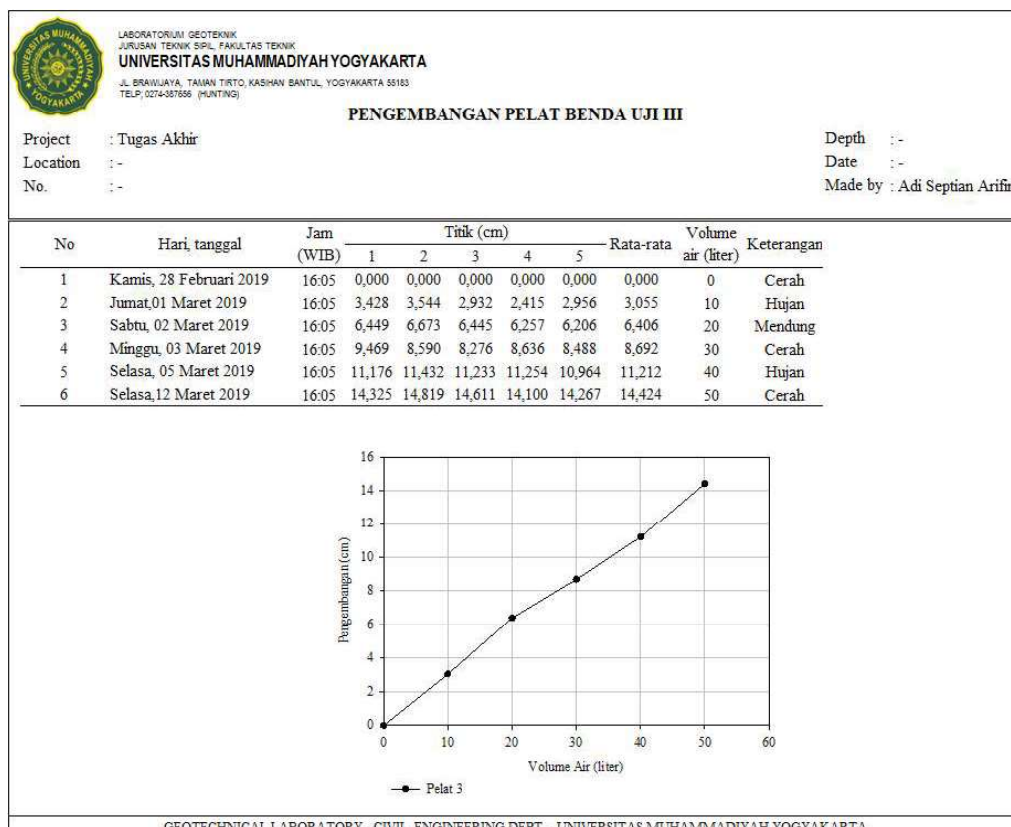 UNIVERSITAS MUHAMMADIYAH
YOGYAKARTA
LABORATORIUM GEOTEKNIK
JURUSAN TEKNIK SIPIL, FAKULTAS TEKNIK
UNIVERSITAS MUHAMMADIYAH YOGYAKARTA
JL. BRAWIJAYA, TAMAN TIRTO, KASIHAN BANTUL, YOGYAKARTA 55183
TELP; 0274-387656 (HUNTING)
PENGEMBANGAN PELAT BENDA UJI III
Project : Tugas Akhir Depth : -
Location : - Date : -
No. : - Made by : Adi Septian Arifin
No Hari, tanggal Jam (WIB) Titik (cm) Rata-rata Volume air (liter) Keterangan
1 2 3 4 5
1 Kamis, 28 Februari 2019 16:05 0,000 0,000 0,000 0,000 0,000 0,000 0 Cerah
2 Jumat,01 Maret 2019 16:05 3,428 3,544 2,932 2,415 2,956 3,055 10 Hujan
3 Sabtu, 02 Maret 2019 16:05 6,449 6,673 6,445 6,257 6,206 6,406 20 Mendung
4 Minggu, 03 Maret 2019 16:05 9,469 8,590 8,276 8,636 8,488 8,692 30 Cerah
5 Selasa, 05 Maret 2019 16:05 11,176 11,432 11,233 11,254 10,964 11,212 40 Hujan
6 Selasa,12 Maret 2019 16:05 14,325 14,819 14,611 14,100 14,267 14,424 50 Cerah
Pengembangan (cm)
16
14
12
10
8
6
4
2
0
0 10 20 30 40 50 60
Volume Air (liter)
Pelat 3
GEOTECHNICAL LABORATORY - CIVIL ENGINEERING DEPT. - UNIVERSITAS MUHAMMADIYAH YOGYAKARTA